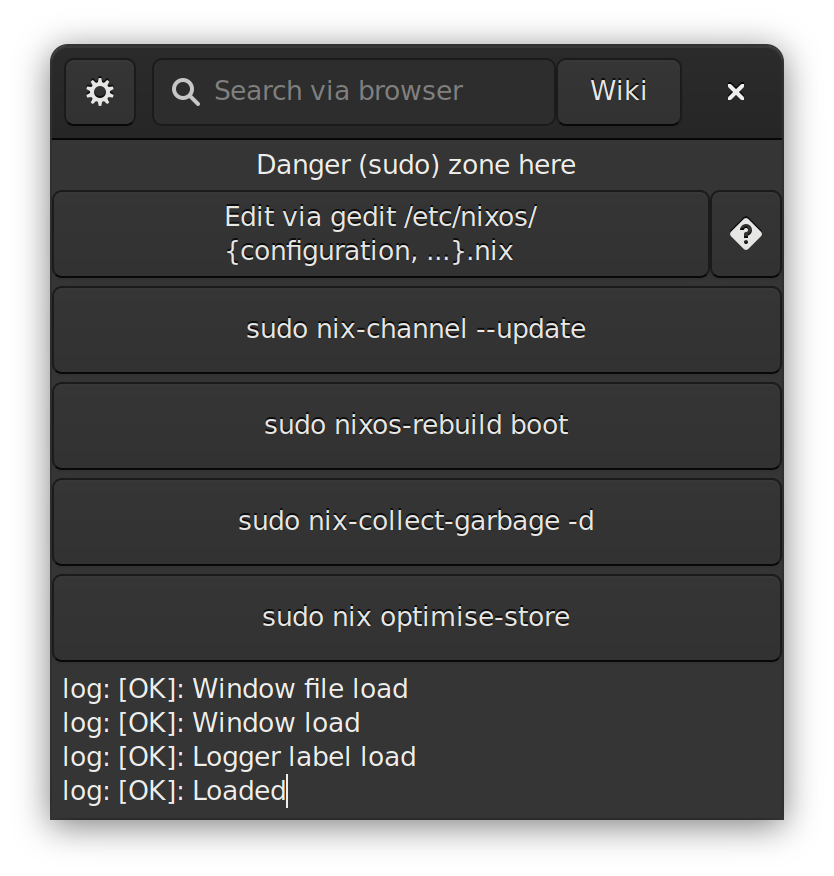 Search via browser
Wiki
Danger (sudo) zone here
Edit via gedit /etc/nixos/
{configuration, ...}.nix
?
sudo nix-channel --update
sudo nixos-rebuild boot
sudo nix-collect-garbage -d
sudo nix optimise-store
log: [OK]: Window file load
log: [OK]: Window load
log: [OK]: Logger label load
log: [OK]: Loaded